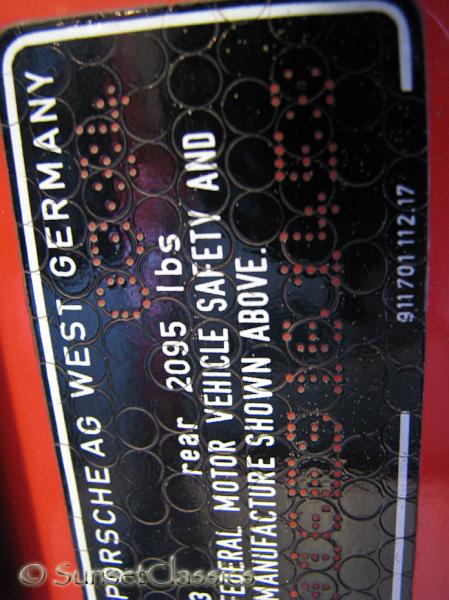 PORSCHE AG WEST GERMANY
3 rear 2095 lbs
FEDERAL MOTOR VEHICLE SAFETY AND
MANUFACTURE SHOWN ABOVE.
911 701 112.17
© SunsetClassics